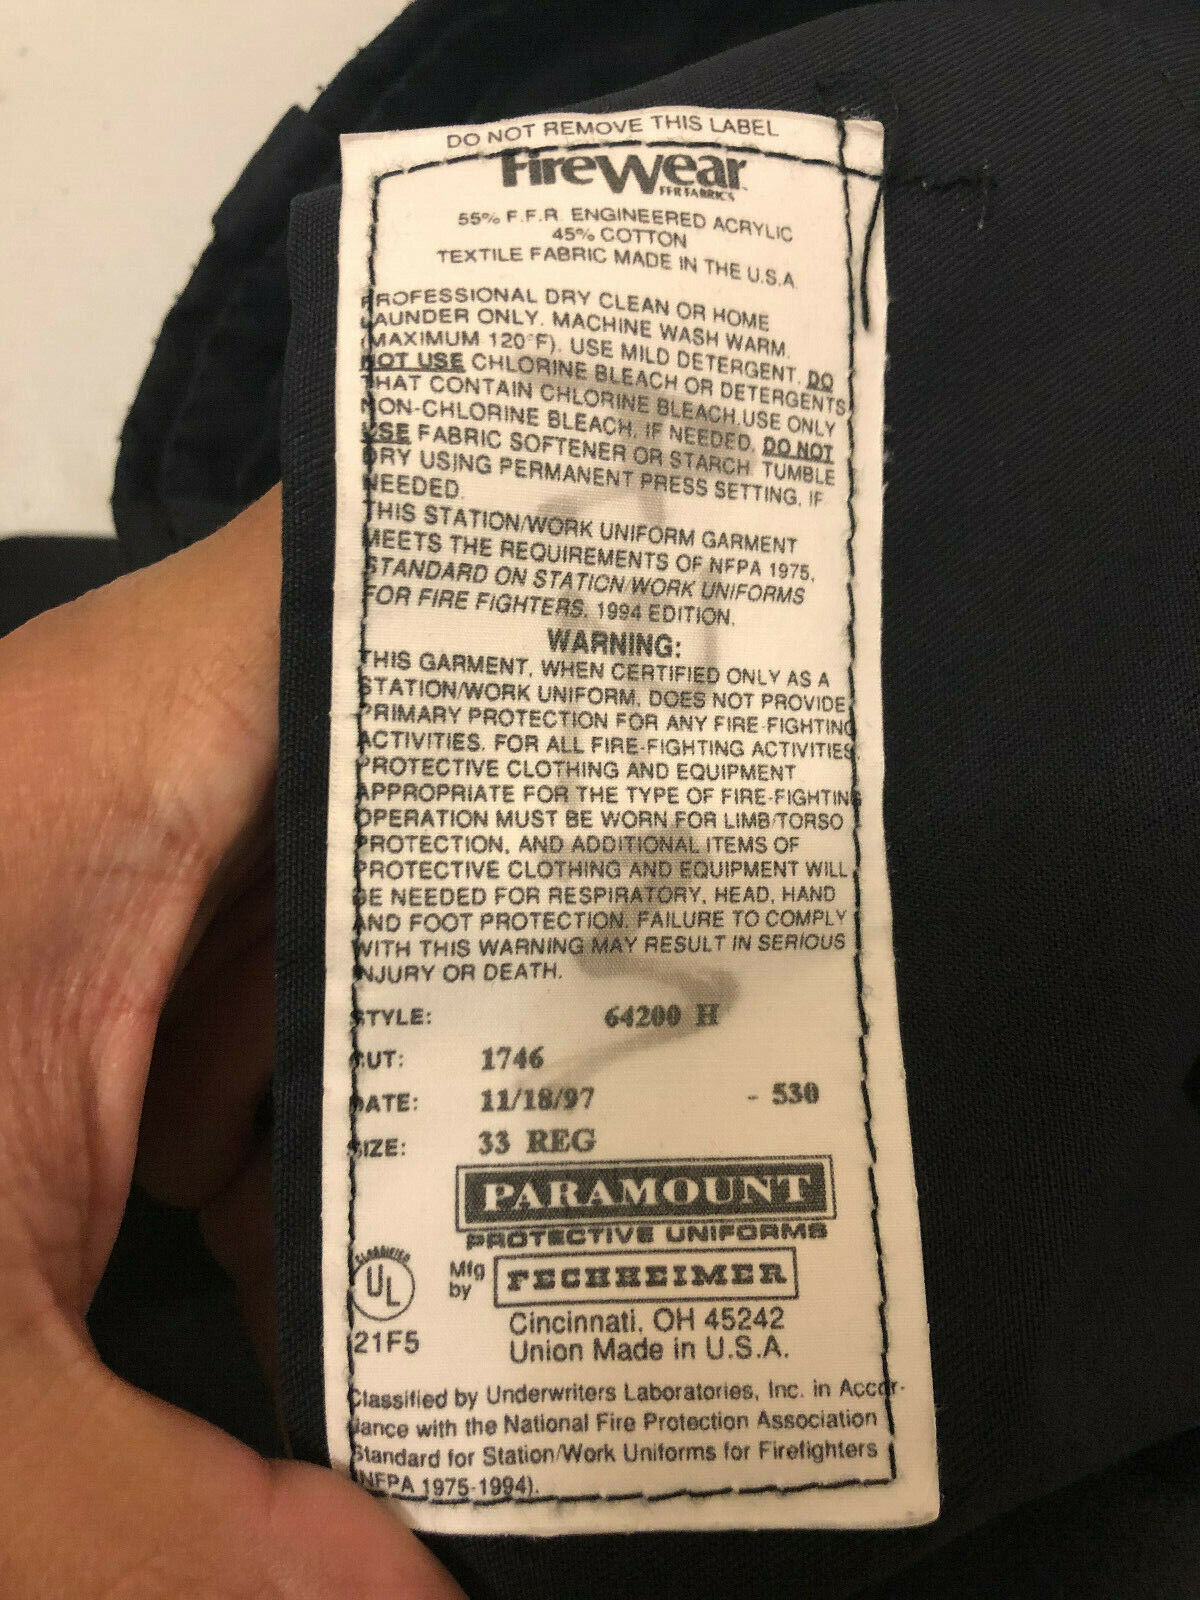 DO NOT REMOVE THIS LABEL
FireWear
FFR FABRICS
55% F.F.R. ENGINEERED ACRYLIC
45% COTTON
TEXTILE FABRIC MADE IN THE U.S.A.
PROFESSIONAL DRY CLEAN OR HOME
LAUNDER ONLY. MACHINE WASH WARM.
(MAXIMUM 120°F). USE MILD DETERGENT. DO
NOT USE CHLORINE BLEACH OR DETERGENTS
THAT CONTAIN CHLORINE BLEACH. USE ONLY
NON-CHLORINE BLEACH, IF NEEDED. DO NOT
USE FABRIC SOFTENER OR STARCH. TUMBLE
DRY USING PERMANENT PRESS SETTING, IF
NEEDED.
THIS STATION/WORK UNIFORM GARMENT
MEETS THE REQUIREMENTS OF NFPA 1975,
STANDARD ON STATION/WORK UNIFORMS
FOR FIRE FIGHTERS. 1994 EDITION.
WARNING:
THIS GARMENT, WHEN CERTIFIED ONLY AS A
STATION/WORK UNIFORM, DOES NOT PROVIDE
PRIMARY PROTECTION FOR ANY FIRE-FIGHTING
ACTIVITIES. FOR ALL FIRE-FIGHTING ACTIVITIES,
PROTECTIVE CLOTHING AND EQUIPMENT
APPROPRIATE FOR THE TYPE OF FIRE-FIGHTING
OPERATION MUST BE WORN FOR LIMB/TORSO
PROTECTION, AND ADDITIONAL ITEMS OF
PROTECTIVE CLOTHING AND EQUIPMENT WILL
BE NEEDED FOR RESPIRATORY, HEAD, HAND
AND FOOT PROTECTION. FAILURE TO COMPLY
WITH THIS WARNING MAY RESULT IN SERIOUS
INJURY OR DEATH.
STYLE: 64200 H
CUT: 1746
DATE: 11/18/97 - 530
SIZE: 33 REG
PARAMOUNT
PROTECTIVE UNIFORMS
CLASSIFIED
UL
21F5
Mfg by FECHHEIMER
Cincinnati, OH 45242
Union Made in U.S.A.
Classified by Underwriters Laboratories, Inc. in Accor-
dance with the National Fire Protection Association
Standard for Station/Work Uniforms for Firefighters
(NFPA 1975-1994).